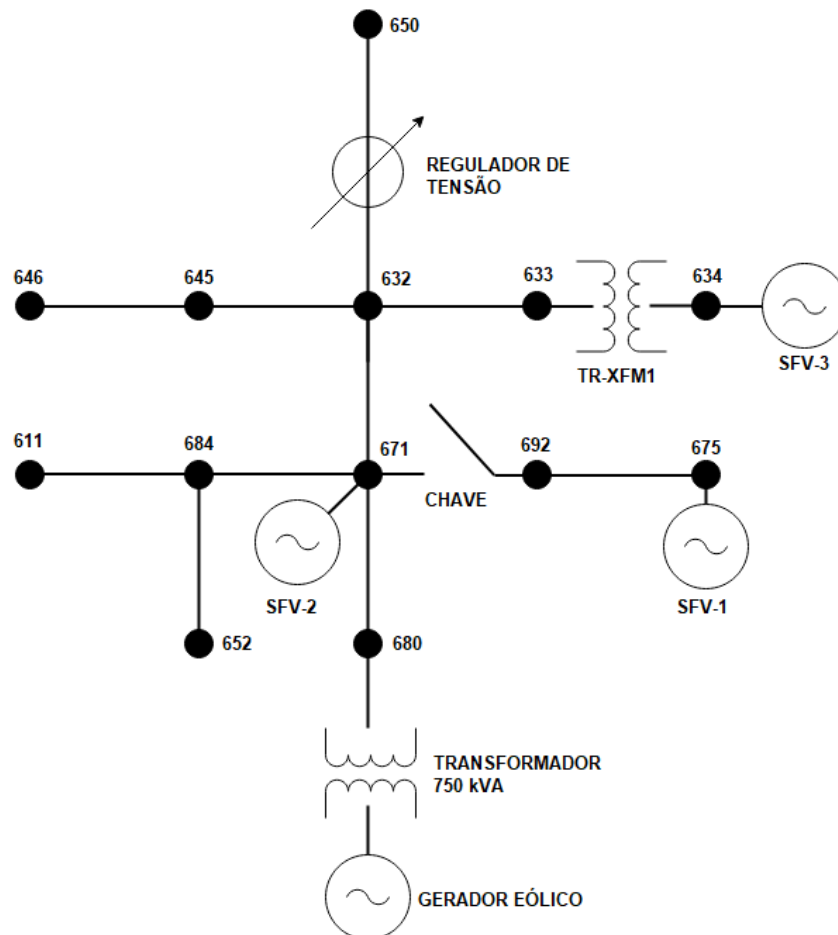 650
REGULADOR DE
TENSÃO
646
645
632
633
634
SFV-3
TR-XFM1
611
684
671
692
675
CHAVE
SFV-2
SFV-1
652
680
TRANSFORMADOR
750 kVA
GERADOR EÓLICO